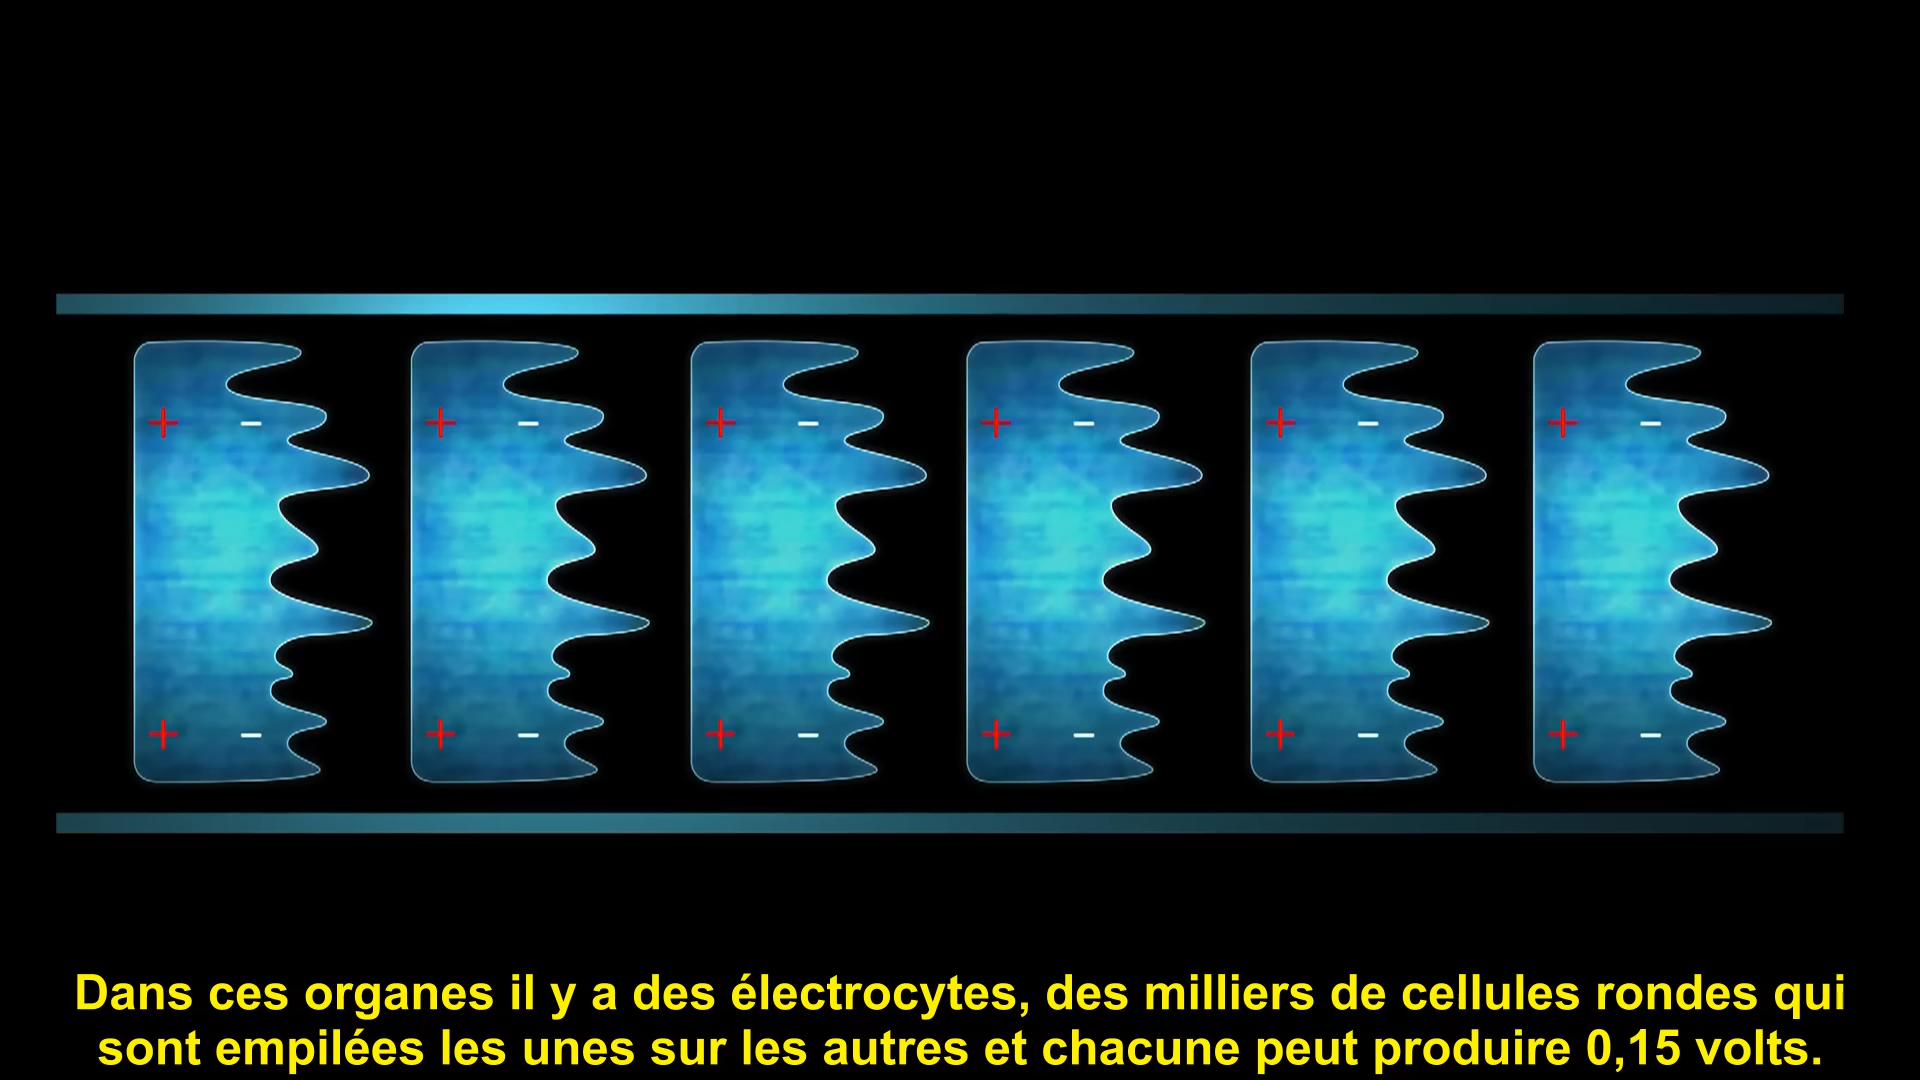 + − + − + − + − + − + −
+ − + − + − + − + − + −
Dans ces organes il y a des électrocytes, des milliers de cellules rondes qui
sont empilées les unes sur les autres et chacune peut produire 0,15 volts.